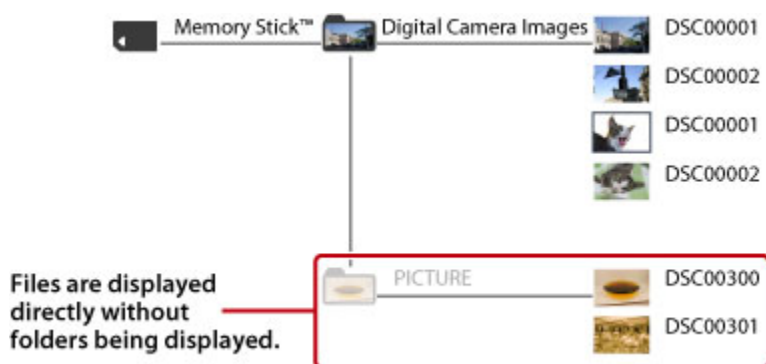 Memory Stick™ Digital Camera Images DSC00001
DSC00002
DSC00001
DSC00002
PICTURE DSC00300
DSC00301
Files are displayed
directly without
folders being displayed.